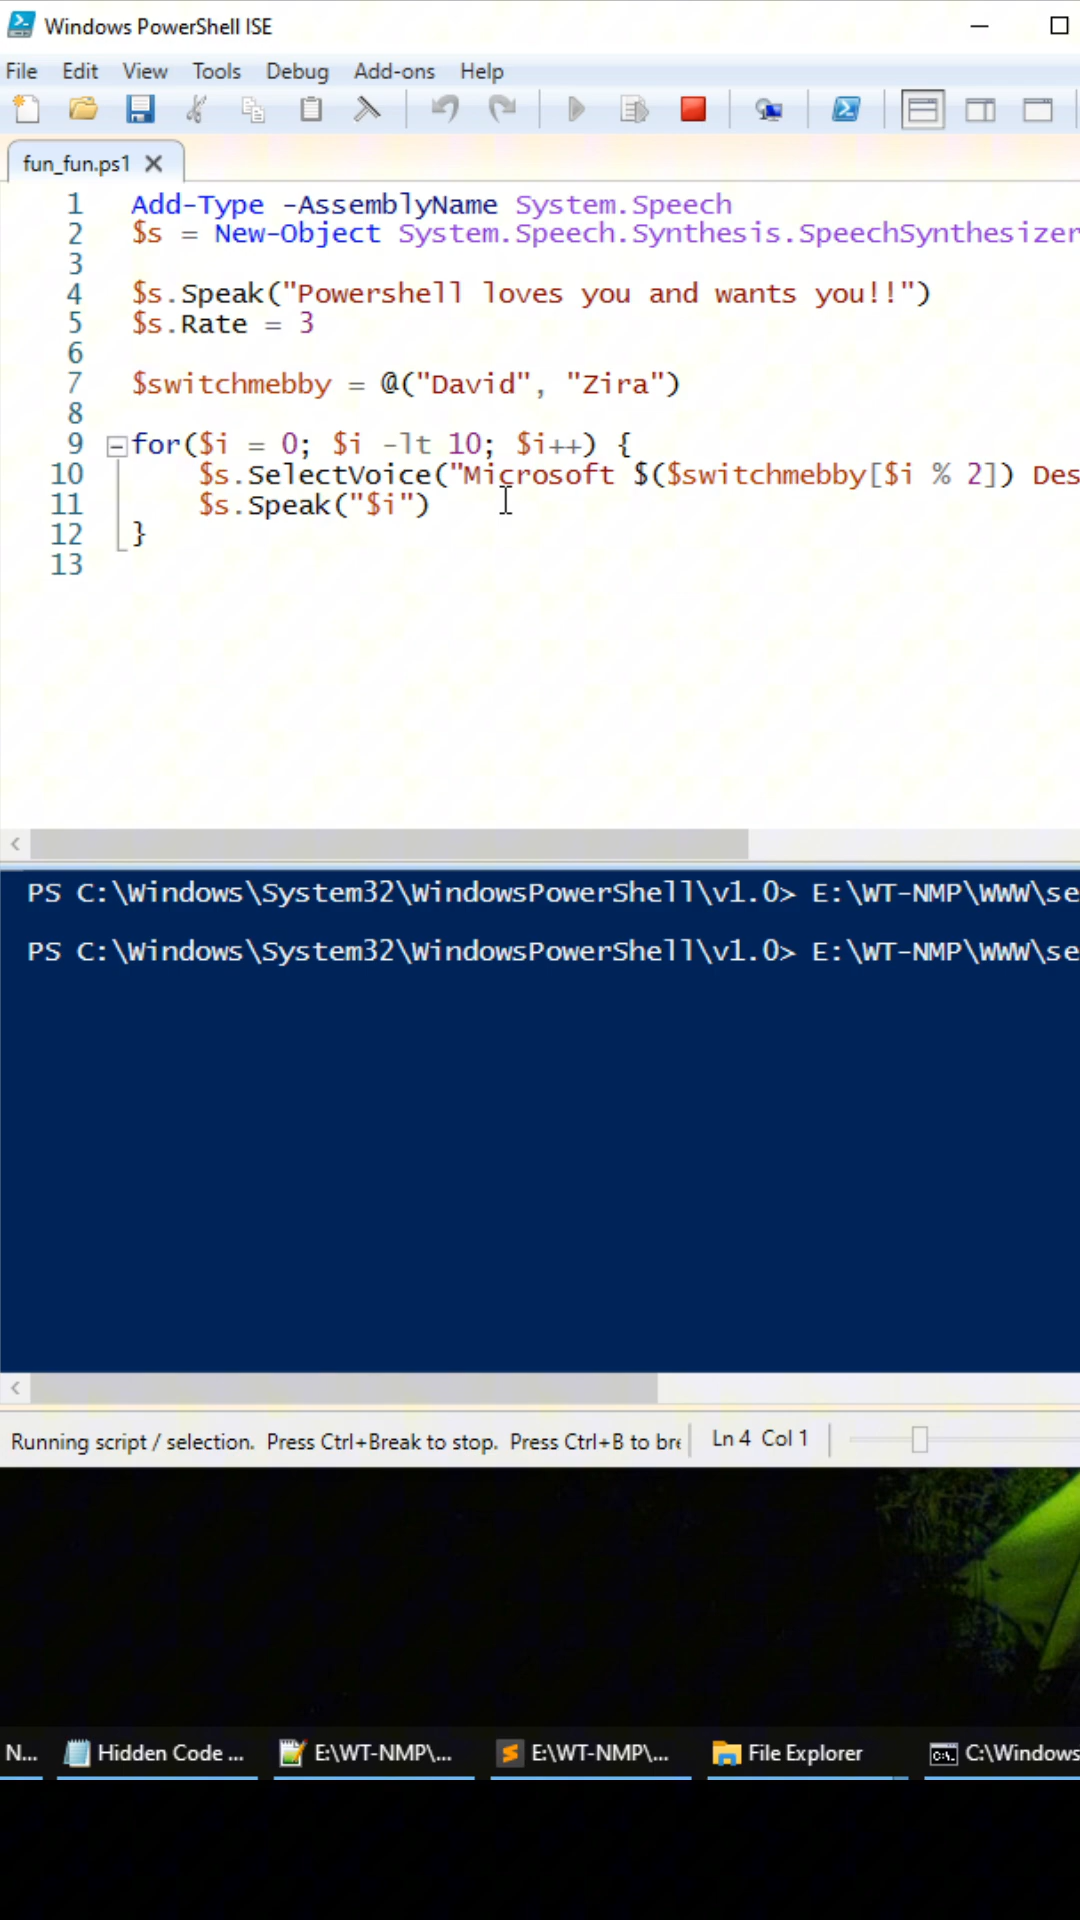 Windows PowerShell ISE
File Edit View Tools Debug Add-ons Help
fun_fun.ps1
1 Add-Type -AssemblyName System.Speech
2 $s = New-Object System.Speech.Synthesis.SpeechSynthesizer
3
4 $s.Speak("Powershell loves you and wants you!!")
5 $s.Rate = 3
6
7 $switchmebby = @("David", "Zira")
8
9 for($i = 0; $i -lt 10; $i++) {
10 $s.SelectVoice("Microsoft $($switchmebby[$i % 2]) Des
11 $s.Speak("$i")
12 }
13
PS C:\Windows\System32\WindowsPowerShell\v1.0> E:\WT-NMP\WWW\se
PS C:\Windows\System32\WindowsPowerShell\v1.0> E:\WT-NMP\WWW\se
Running script / selection. Press Ctrl+Break to stop. Press Ctrl+B to bre Ln 4 Col 1
N... Hidden Code ... E:\WT-NMP\... E:\WT-NMP\... File Explorer C:\Windows